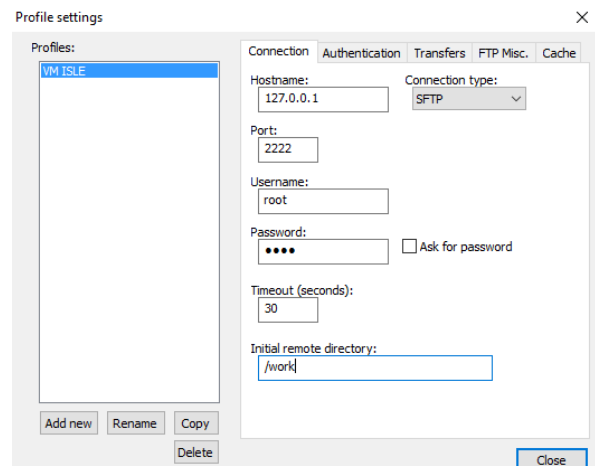 Profile settings
Profiles:
VM ISLE
Add new Rename Copy
Delete
Connection Authentication Transfers FTP Misc. Cache
Hostname: Connection type:
127.0.0.1 SFTP
Port:
2222
Username:
root
Password:
•••• Ask for password
Timeout (seconds):
30
Initial remote directory:
/work
Close